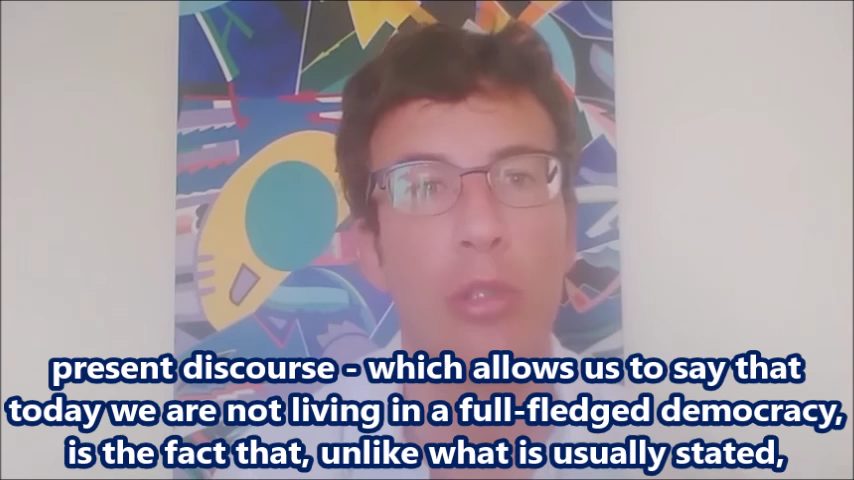 present discourse - which allows us to say that
today we are not living in a full-fledged democracy,
is the fact that, unlike what is usually stated,